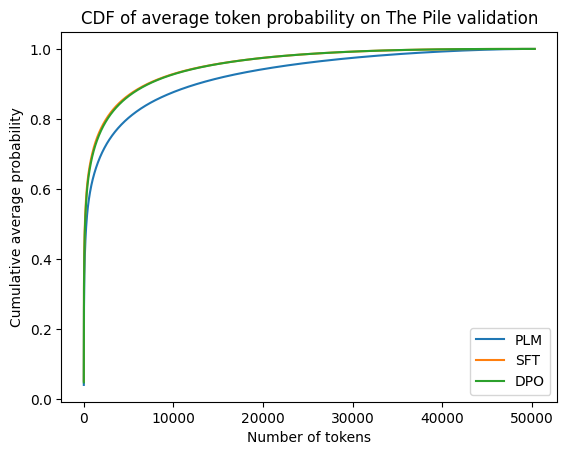 CDF of average token probability on The Pile validation
Cumulative average probability
1.0
0.8
0.6
0.4
0.2
0.0
PLM
SFT
DPO
0
10000
20000
30000
40000
50000
Number of tokens